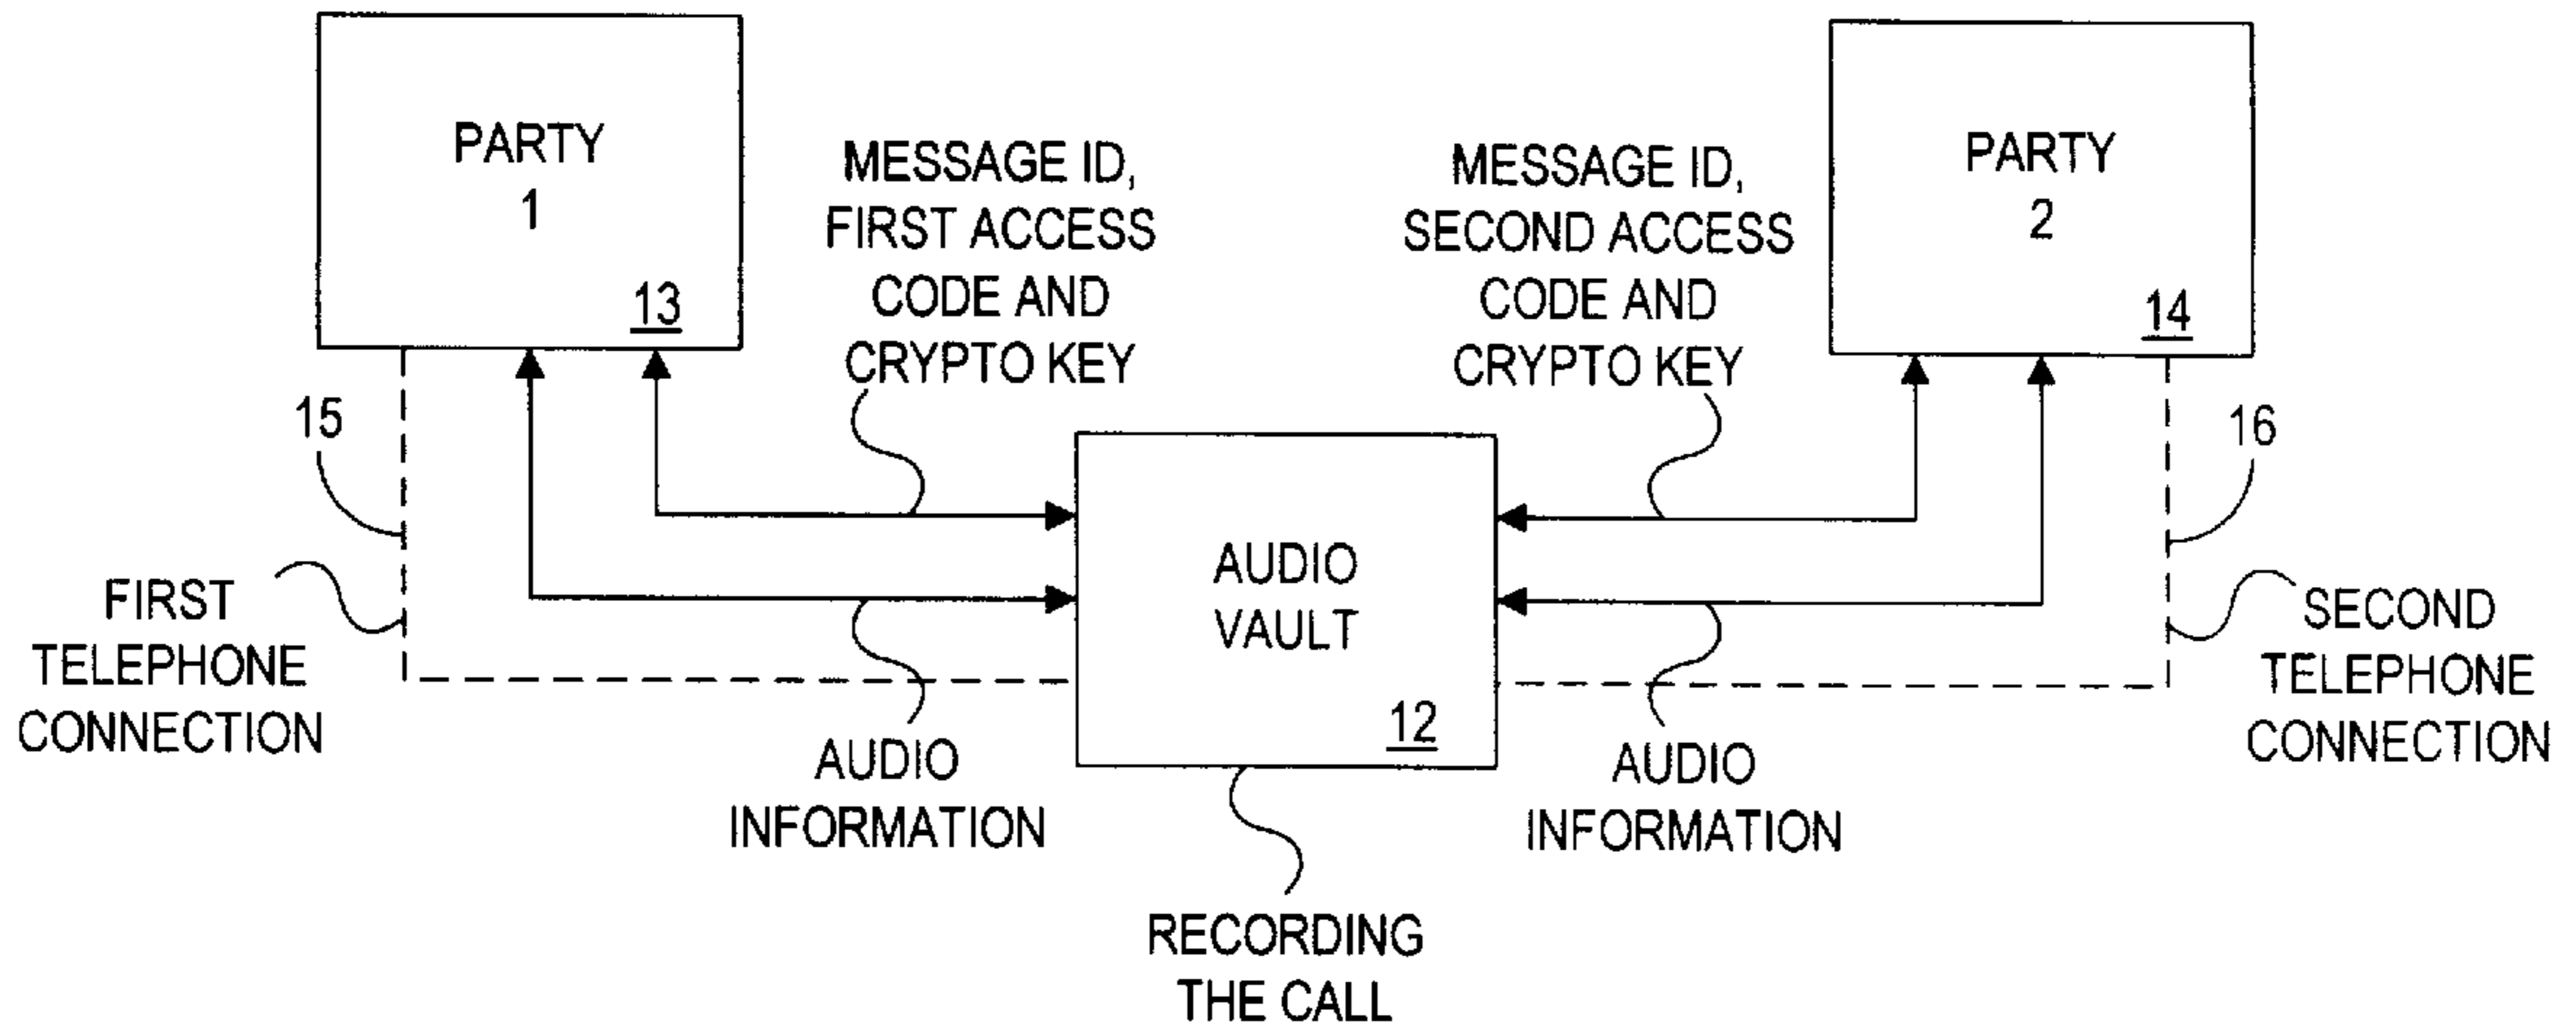 PARTY
1
13
MESSAGE ID,
FIRST ACCESS
CODE AND
CRYPTO KEY
MESSAGE ID,
SECOND ACCESS
CODE AND
CRYPTO KEY
PARTY
2
14
15
16
FIRST
TELEPHONE
CONNECTION
AUDIO
VAULT
12
SECOND
TELEPHONE
CONNECTION
AUDIO
INFORMATION
AUDIO
INFORMATION
RECORDING
THE CALL